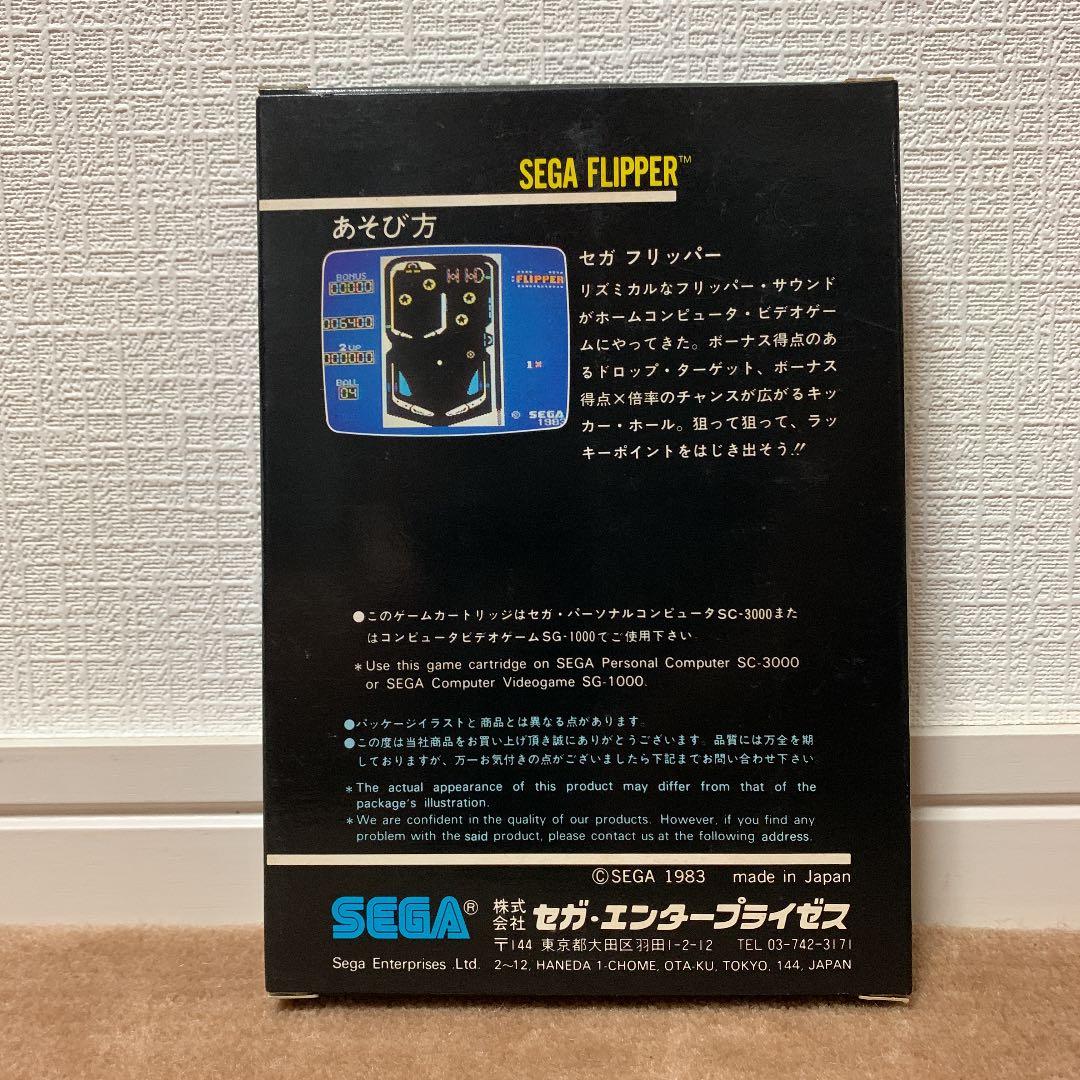 SEGA FLIPPER™
あそび方
BONUS
00000
006400
2 UP
000000
BALL
04
FLIPPER
1
© SEGA
1983
セガ フリッパー
リズミカルなフリッパー・サウンド
がホームコンピュータ・ビデオゲー
ムにやってきた。ボーナス得点のあ
るドロップ・ターゲット、ボーナス
得点×倍率のチャンスが広がるキッ
カー・ホール。狙って狙って、ラッ
キーポイントをはじき出そう!!
●このゲームカートリッジはセガ・パーソナルコンピュータSC-3000また
はコンピュータビデオゲームSG-1000でご使用下さい。
* Use this game cartridge on SEGA Personal Computer SC-3000
or SEGA Computer Videogame SG-1000.
●パッケージイラストと商品とは異なる点があります。
●この度は当社商品をお買い上げ頂き誠にありがとうございます。品質には万全を期
しておりますが、万一お気付きの点がございましたら下記までお問い合わせ下さい
* The actual appearance of this product may differ from that of the
package's illustration.
* We are confident in the quality of our products. However, if you find any
problem with the said product, please contact us at the following address.
©SEGA 1983 made in Japan
SEGA® 株式会社 セガ・エンタープライゼス
〒144 東京都大田区羽田1-2-12 TEL 03-742-3171
Sega Enterprises .Ltd. 2~12, HANEDA 1-CHOME, OTA-KU, TOKYO, 144, JAPAN